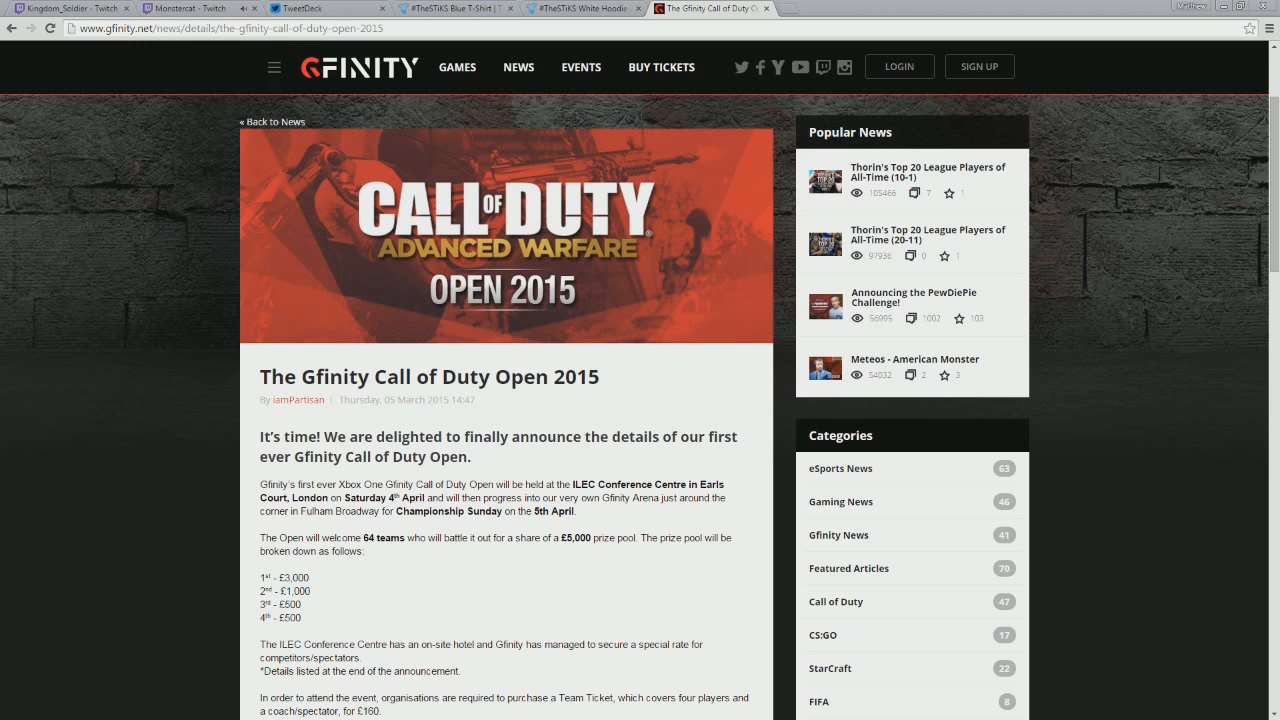 Kingdom_Soldier - Twitch
Monstercat - Twitch
TweetDeck
#TheSTiKS Blue T-Shirt | T
#TheSTiKS White Hoodie
The Gfinity Call of Duty O
Matthew
www.gfinity.net/news/details/the-gfinity-call-of-duty-open-2015
GFINITY
GAMES
NEWS
EVENTS
BUY TICKETS
LOGIN
SIGN UP
« Back to News
CALL OF DUTY
ADVANCED WARFARE
OPEN 2015
The Gfinity Call of Duty Open 2015
By iamPartisan | Thursday, 05 March 2015 14:47
It's time! We are delighted to finally announce the details of our first
ever Gfinity Call of Duty Open.
Gfinity's first ever Xbox One Gfinity Call of Duty Open will be held at the ILEC Conference Centre in Earls
Court, London on Saturday 4th April and will then progress into our very own Gfinity Arena just around the
corner in Fulham Broadway for Championship Sunday on the 5th April.
The Open will welcome 64 teams who will battle it out for a share of a £5,000 prize pool. The prize pool will be
broken down as follows:
1st - £3,000
2nd - £1,000
3rd - £500
4th - £500
The ILEC Conference Centre has an on-site hotel and Gfinity has managed to secure a special rate for
competitors/spectators.
*Details listed at the end of the announcement.
In order to attend the event, organisations are required to purchase a Team Ticket, which covers four players and
a coach/spectator, for £160.
Popular News
Thorin's Top 20 League Players of
All-Time (10-1)
105466 7 1
Thorin's Top 20 League Players of
All-Time (20-11)
97936 0 1
Announcing the PewDiePie
Challenge!
56995 1002 103
Meteos - American Monster
54032 2 3
Categories
eSports News 63
Gaming News 46
Gfinity News 41
Featured Articles 70
Call of Duty 47
CS:GO 17
StarCraft 22
FIFA 8